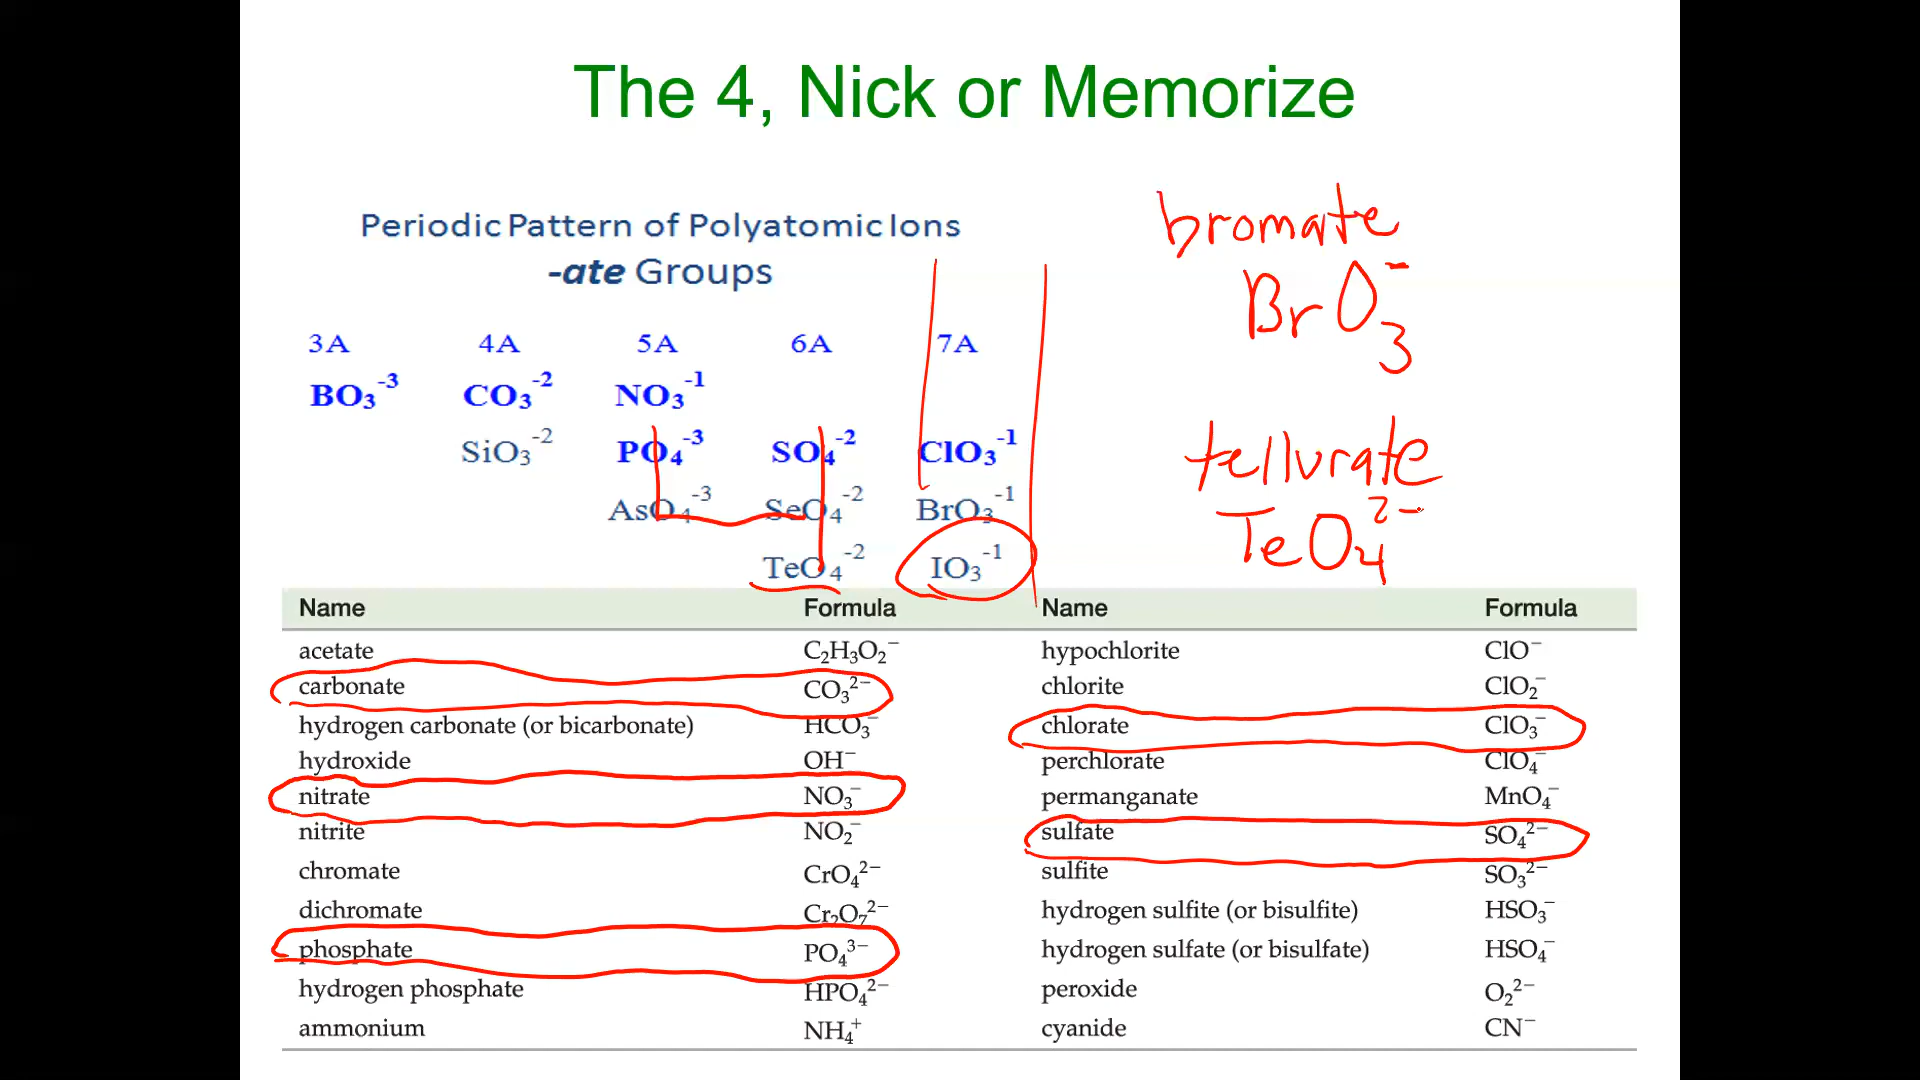 The 4, Nick or Memorize
Periodic Pattern of Polyatomic Ions
-ate Groups
3A 4A 5A 6A 7A
BO₃⁻³ CO₃⁻² NO₃⁻¹
SiO₃⁻² PO₄⁻³ SO₄⁻² ClO₃⁻¹
AsO₄⁻³ SeO₄⁻² BrO₃⁻¹
TeO₄⁻² IO₃⁻¹
bromate
BrO₃⁻
tellurate
TeO₄²⁻
Name Formula Name Formula
acetate C₂H₃O₂⁻ hypochlorite ClO⁻
carbonate CO₃²⁻ chlorite ClO₂⁻
hydrogen carbonate (or bicarbonate) HCO₃⁻ chlorate ClO₃⁻
hydroxide OH⁻ perchlorate ClO₄⁻
nitrate NO₃⁻ permanganate MnO₄⁻
nitrite NO₂⁻ sulfate SO₄²⁻
chromate CrO₄²⁻ sulfite SO₃²⁻
dichromate Cr₂O₇²⁻ hydrogen sulfite (or bisulfite) HSO₃⁻
phosphate PO₄³⁻ hydrogen sulfate (or bisulfate) HSO₄⁻
hydrogen phosphate HPO₄²⁻ peroxide O₂²⁻
ammonium NH₄⁺ cyanide CN⁻